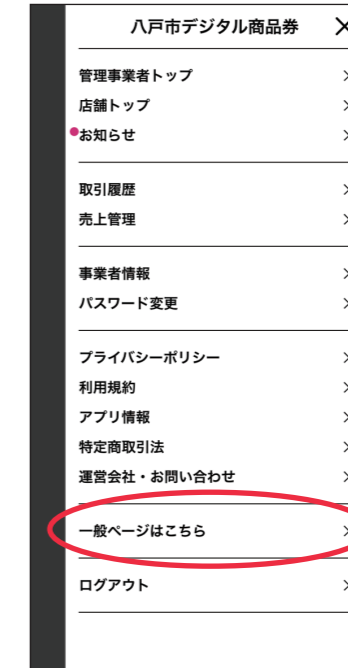 八戸市デジタル商品券
管理事業者トップ
店舗トップ
お知らせ
取引履歴
売上管理
事業者情報
パスワード変更
プライバシーポリシー
利用規約
アプリ情報
特定商取引法
運営会社・お問い合わせ
一般ページはこちら
ログアウト